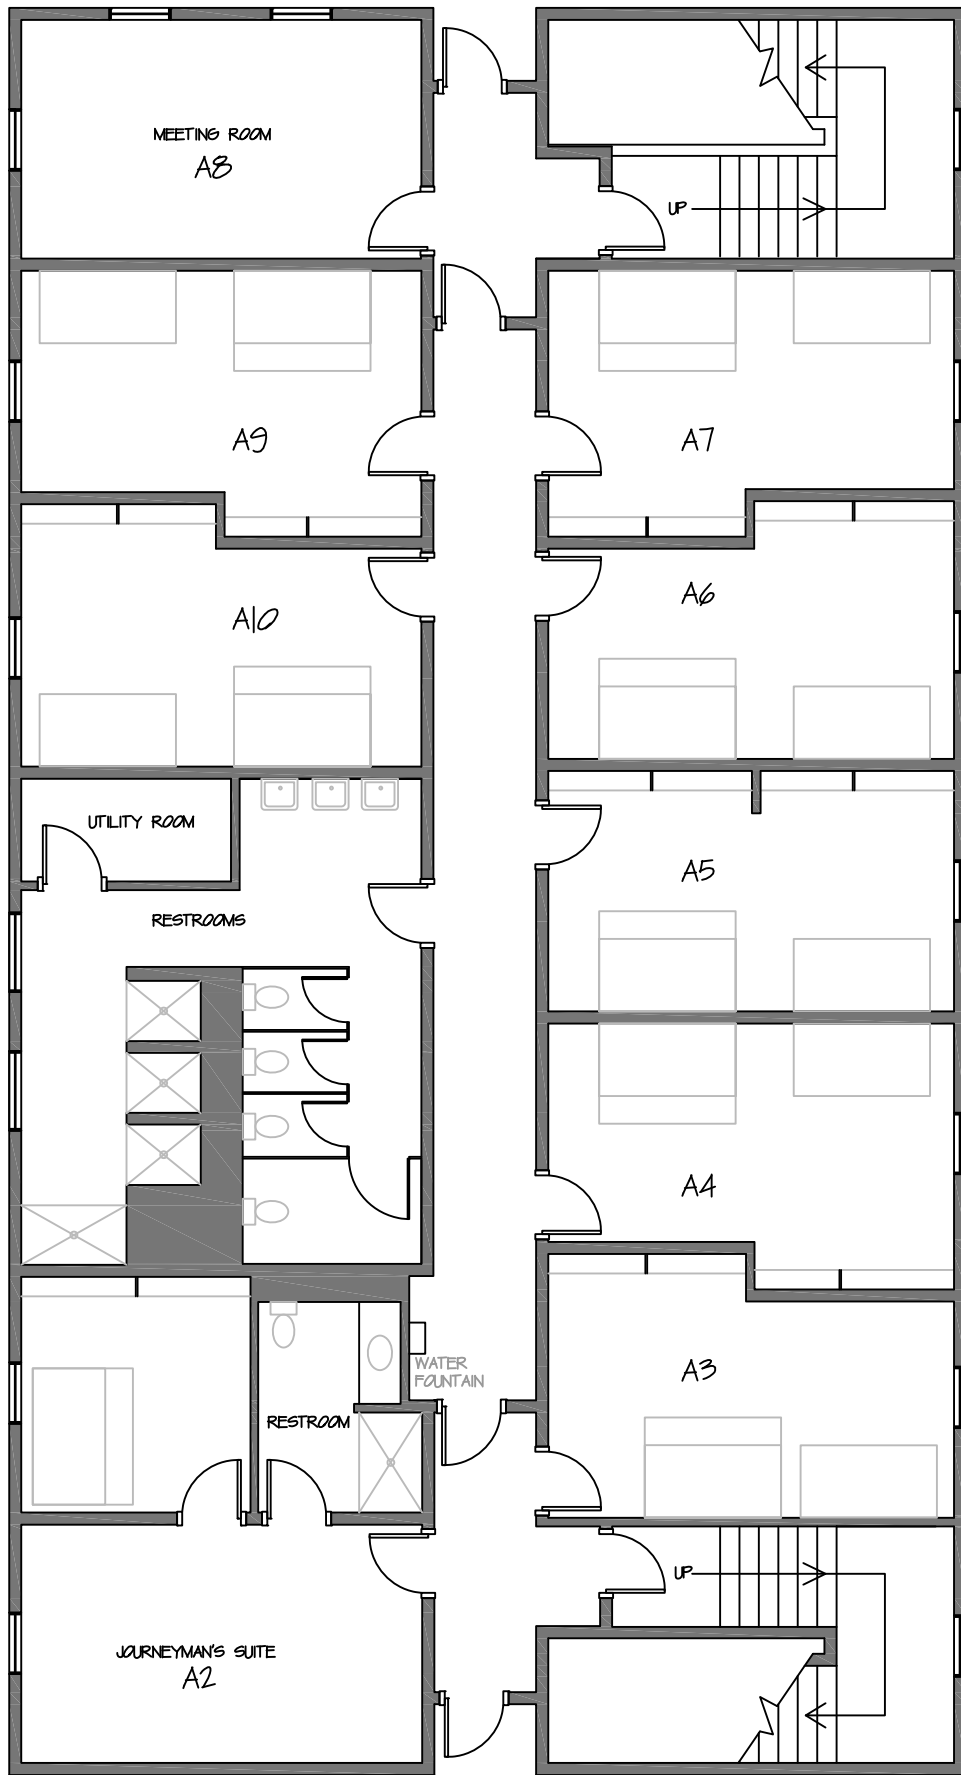 MEETING ROOM
A8
UP
A9
A7
A10
A6
UTILITY ROOM
A5
RESTROOMS
A4
WATER
FOUNTAIN
A3
RESTROOM
UP
JOURNEYMAN'S SUITE
A2